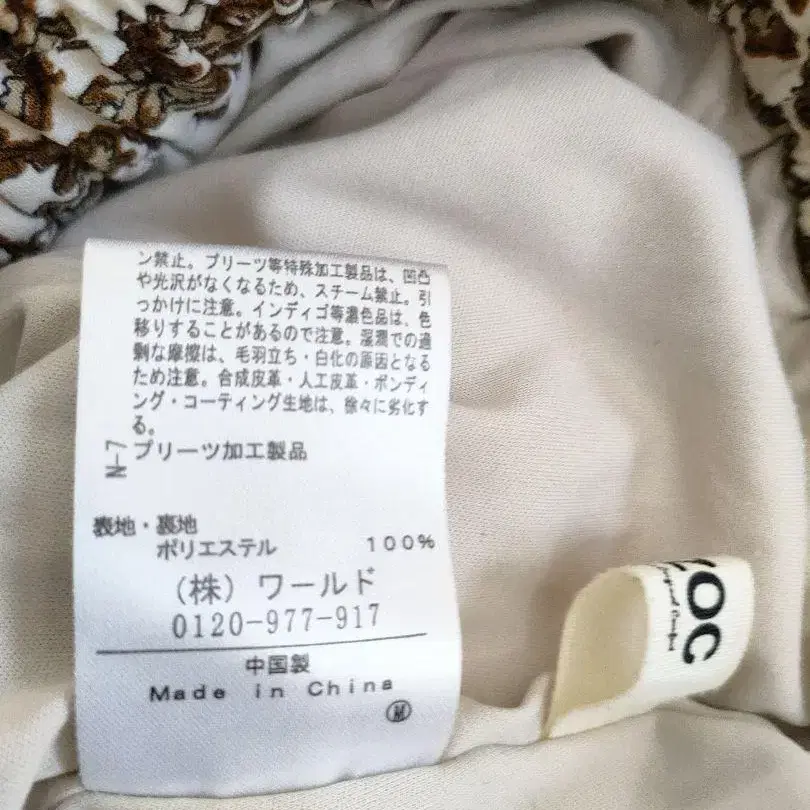 ン禁止。プリーツ等特殊加工製品は、凹凸
や光沢がなくなるため、スチーム禁止。引
っかけに注意。インディゴ等濃色品は、色
移りすることがあるので注意。湿潤での過
剰な摩擦は、毛羽立ち・白化の原因となる
ため注意。合成皮革・人工皮革・ボンディ
ング・コーティング生地は、徐々に劣化す
る。
N-7
プリーツ加工製品
表地・裏地
ポリエステル 100%
(株) ワールド
0120-977-917
中国製
Made in China
OC